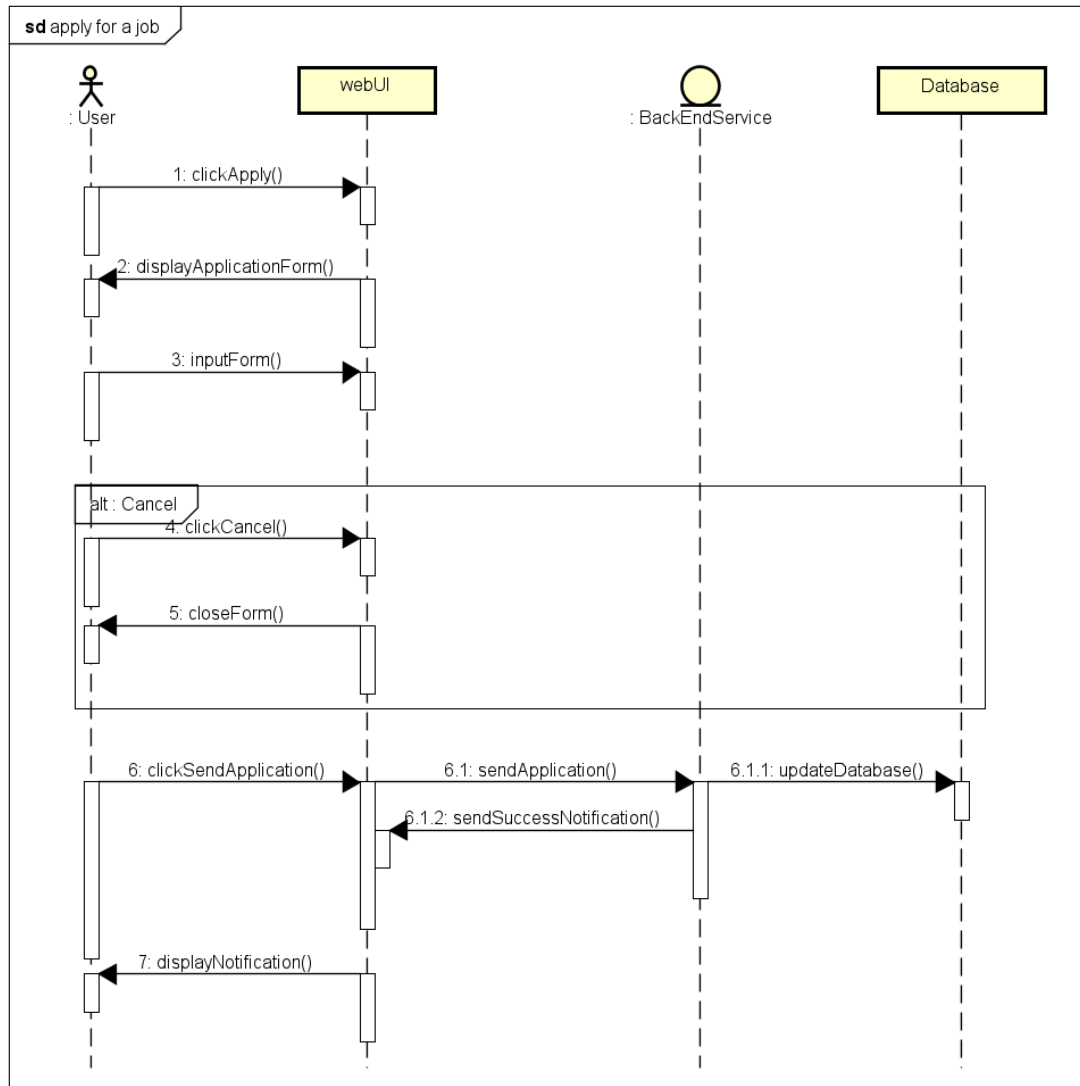 sd apply for a job
: User
webUI
: BackEndService
Database
1: clickApply()
2: displayApplicationForm()
3: inputForm()
alt : Cancel
4: clickCancel()
5: closeForm()
6: clickSendApplication()
6.1: sendApplication()
6.1.1: updateDatabase()
6.1.2: sendSuccessNotification()
7: displayNotification()